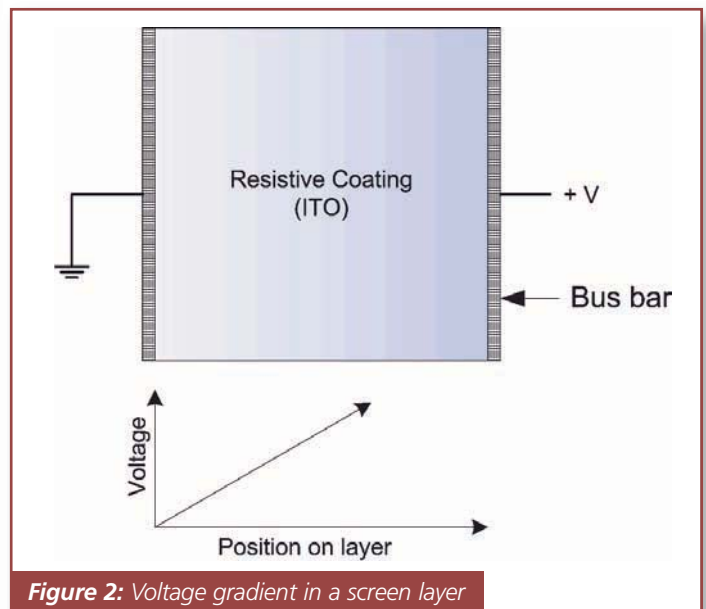 Resistive Coating
(ITO)
+ V
Bus bar
Voltage
Position on layer
Figure 2: Voltage gradient in a screen layer